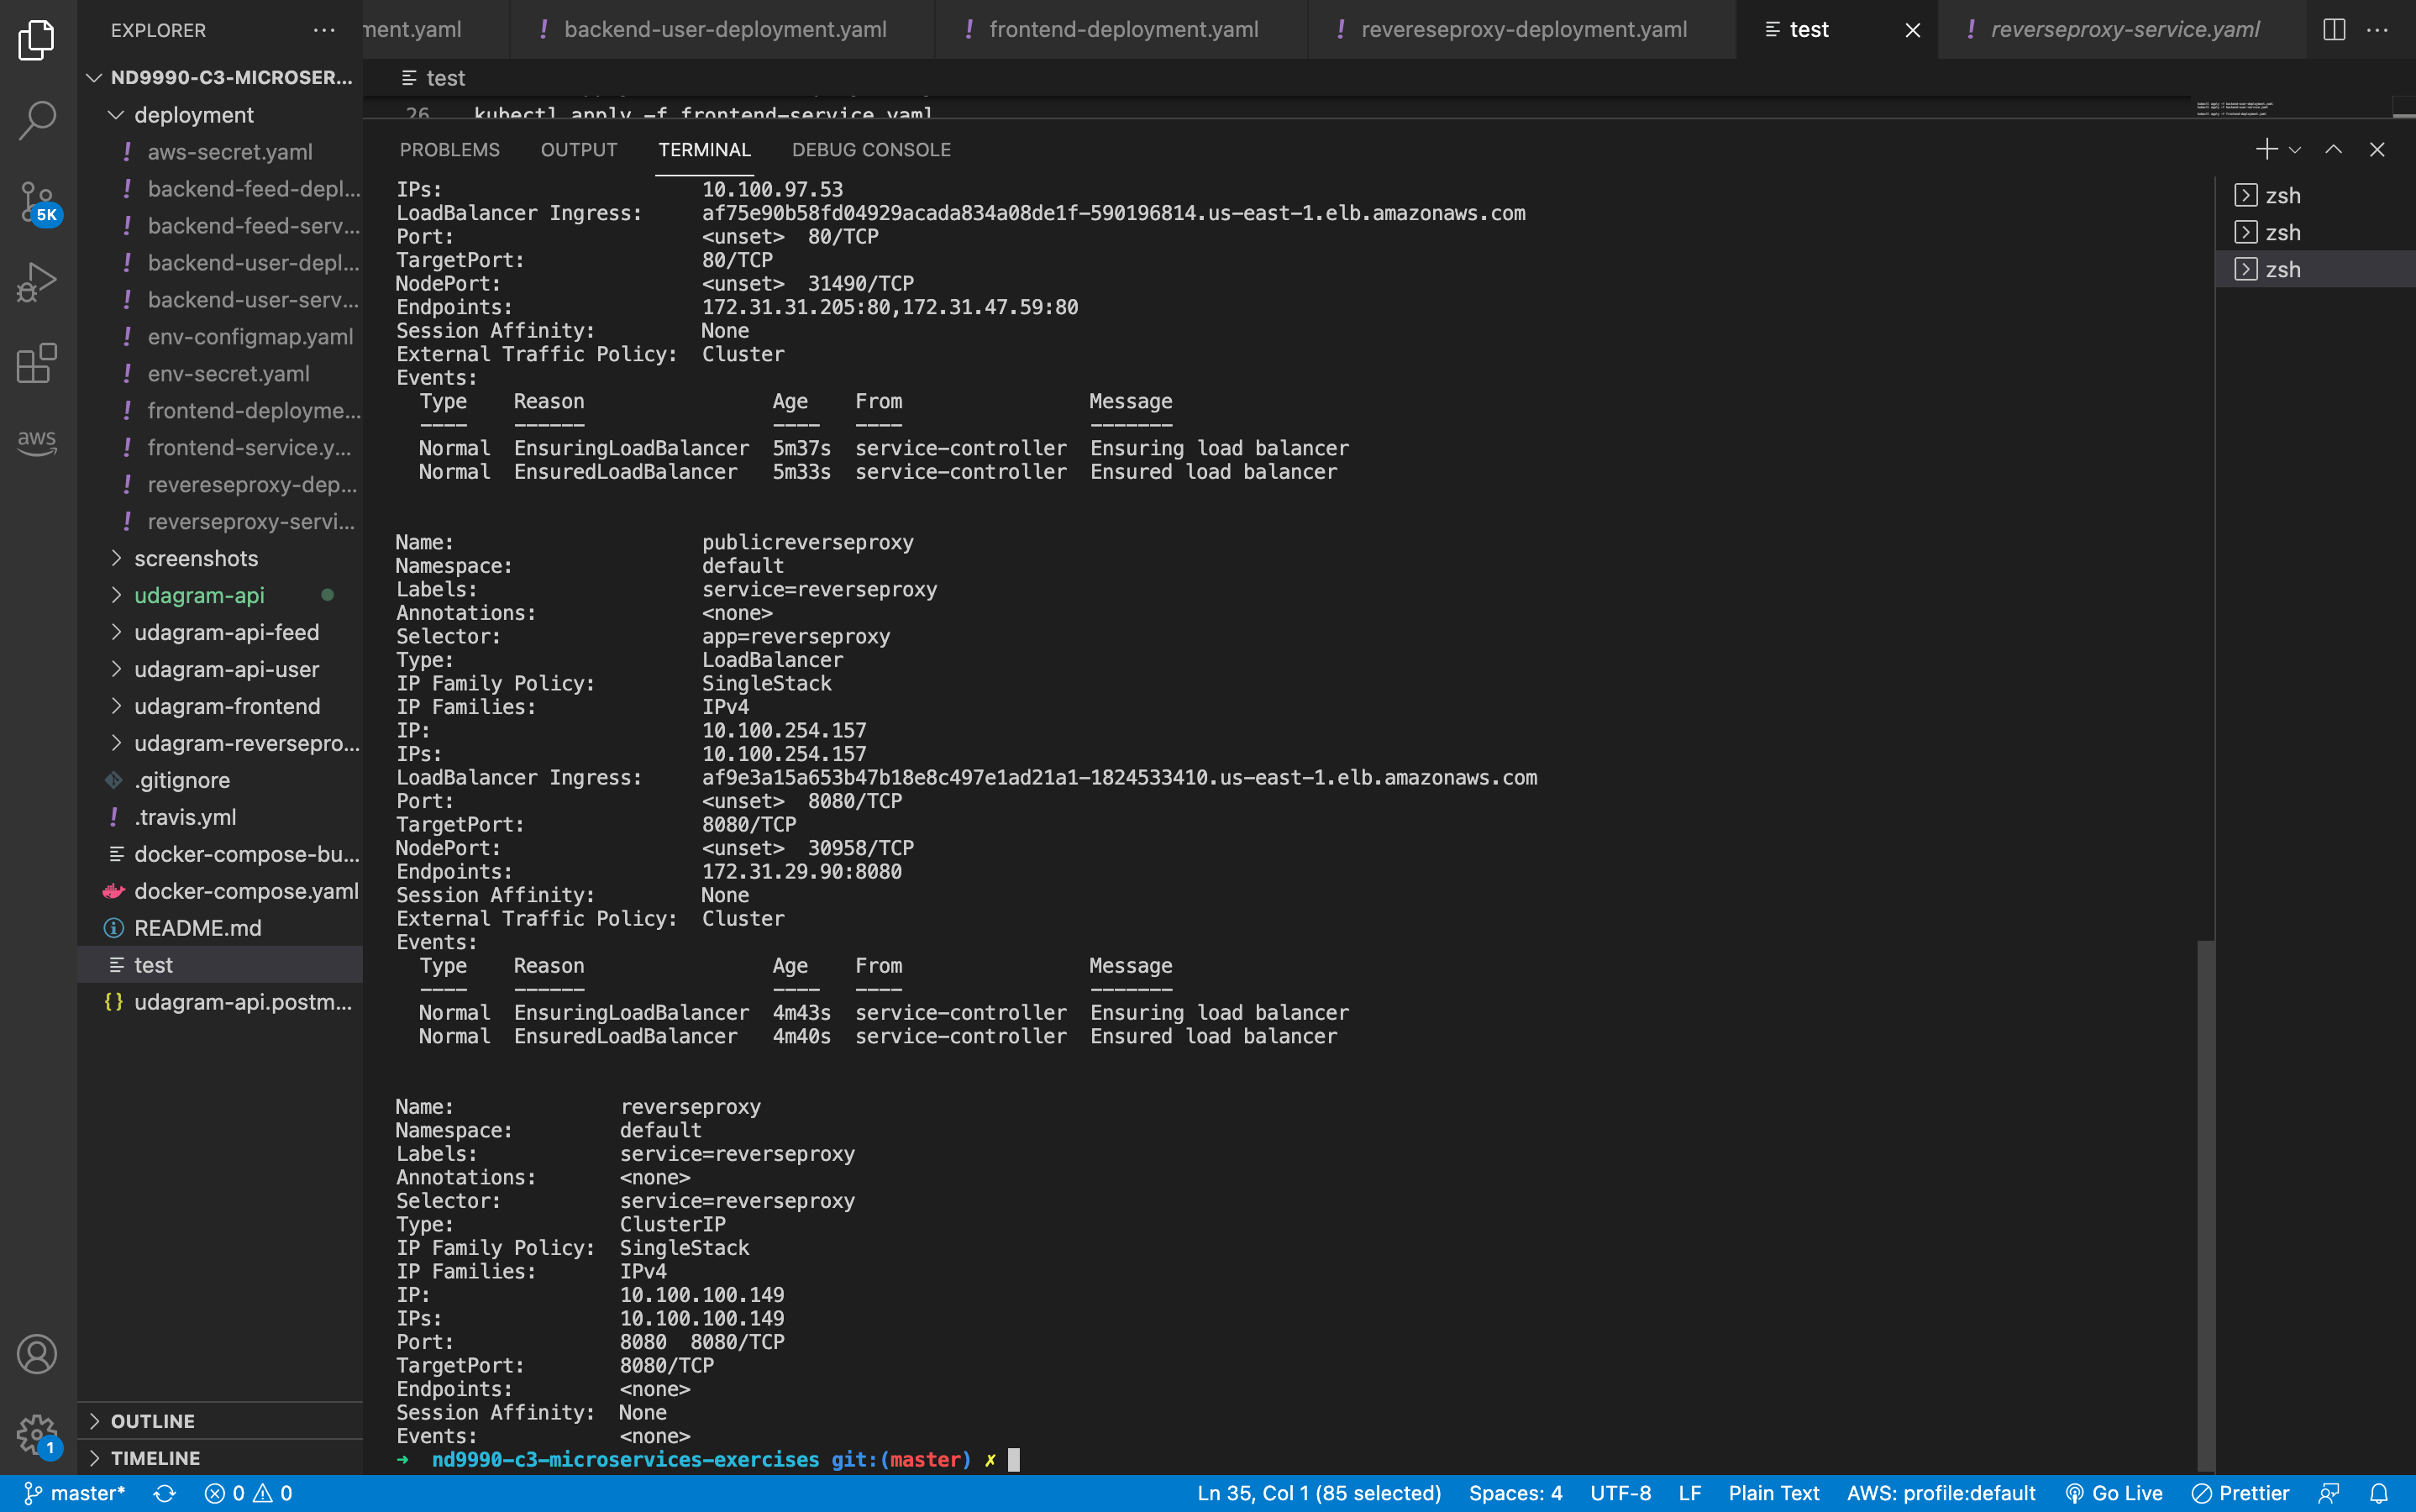 EXPLORER
ND9990-C3-MICROSER...
deployment
aws-secret.yaml
backend-feed-depl...
backend-feed-serv...
backend-user-depl...
backend-user-serv...
env-configmap.yaml
env-secret.yaml
frontend-deployme...
frontend-service.y...
revereseproxy-dep...
reverseproxy-servi...
screenshots
udagram-api
udagram-api-feed
udagram-api-user
udagram-frontend
udagram-reversepro...
.gitignore
.travis.yml
docker-compose-bu...
docker-compose.yaml
README.md
test
udagram-api.postm...
OUTLINE
TIMELINE
5K
aws
1
ment.yaml
backend-user-deployment.yaml
frontend-deployment.yaml
revereseproxy-deployment.yaml
test
reverseproxy-service.yaml
test
26 kubectl apply -f frontend-service.yaml
PROBLEMS OUTPUT TERMINAL DEBUG CONSOLE
IPs: 10.100.97.53
LoadBalancer Ingress: af75e90b58fd04929acada834a08de1f-590196814.us-east-1.elb.amazonaws.com
Port: <unset> 80/TCP
TargetPort: 80/TCP
NodePort: <unset> 31490/TCP
Endpoints: 172.31.31.205:80,172.31.47.59:80
Session Affinity: None
External Traffic Policy: Cluster
Events:
Type Reason Age From Message
---- ------ ---- ---- -------
Normal EnsuringLoadBalancer 5m37s service-controller Ensuring load balancer
Normal EnsuredLoadBalancer 5m33s service-controller Ensured load balancer
Name: publicreverseproxy
Namespace: default
Labels: service=reverseproxy
Annotations: <none>
Selector: app=reverseproxy
Type: LoadBalancer
IP Family Policy: SingleStack
IP Families: IPv4
IP: 10.100.254.157
IPs: 10.100.254.157
LoadBalancer Ingress: af9e3a15a653b47b18e8c497e1ad21a1-1824533410.us-east-1.elb.amazonaws.com
Port: <unset> 8080/TCP
TargetPort: 8080/TCP
NodePort: <unset> 30958/TCP
Endpoints: 172.31.29.90:8080
Session Affinity: None
External Traffic Policy: Cluster
Events:
Type Reason Age From Message
---- ------ ---- ---- -------
Normal EnsuringLoadBalancer 4m43s service-controller Ensuring load balancer
Normal EnsuredLoadBalancer 4m40s service-controller Ensured load balancer
Name: reverseproxy
Namespace: default
Labels: service=reverseproxy
Annotations: <none>
Selector: service=reverseproxy
Type: ClusterIP
IP Family Policy: SingleStack
IP Families: IPv4
IP: 10.100.100.149
IPs: 10.100.100.149
Port: 8080 8080/TCP
TargetPort: 8080/TCP
Endpoints: <none>
Session Affinity: None
Events: <none>
→ nd9990-c3-microservices-exercises git:(master) ✗
zsh
zsh
zsh
master* 0 0 Ln 35, Col 1 (85 selected) Spaces: 4 UTF-8 LF Plain Text AWS: profile:default Go Live Prettier